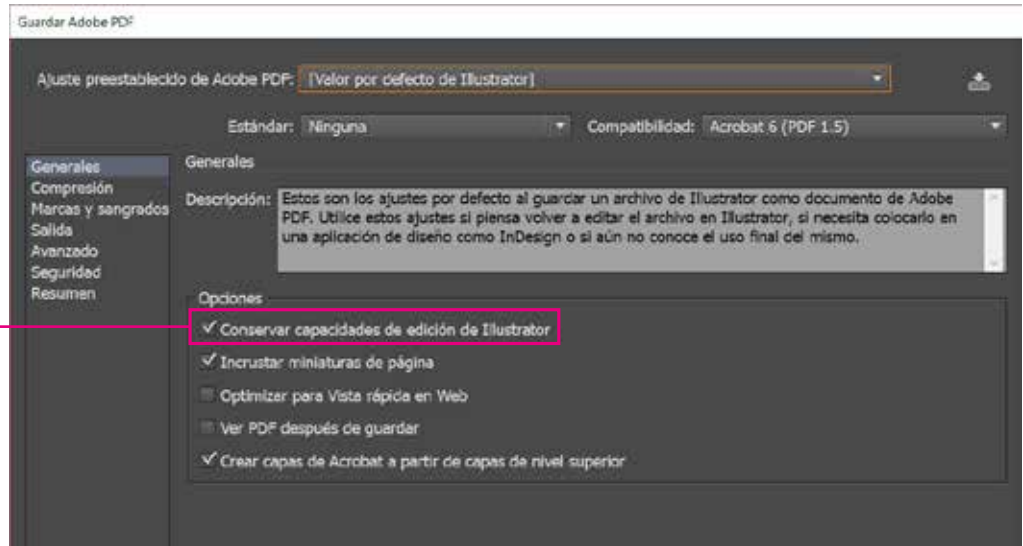 Guardar Adobe PDF
Ajuste preestablecido de Adobe PDF: [Valor por defecto de Illustrator]
Estándar: Ninguna Compatibilidad: Acrobat 6 (PDF 1.5)
Generales
Compresión
Marcas y sangrados
Salida
Avanzado
Seguridad
Resumen
Generales
Descripción: Estos son los ajustes por defecto al guardar un archivo de Illustrator como documento de Adobe
PDF. Utilice estos ajustes si piensa volver a editar el archivo en Illustrator, si necesita colocarlo en
una aplicación de diseño como InDesign o si aún no conoce el uso final del mismo.
Opciones
Conservar capacidades de edición de Illustrator
Incrustar miniaturas de página
Optimizar para Vista rápida en Web
Ver PDF después de guardar
Crear capas de Acrobat a partir de capas de nivel superior